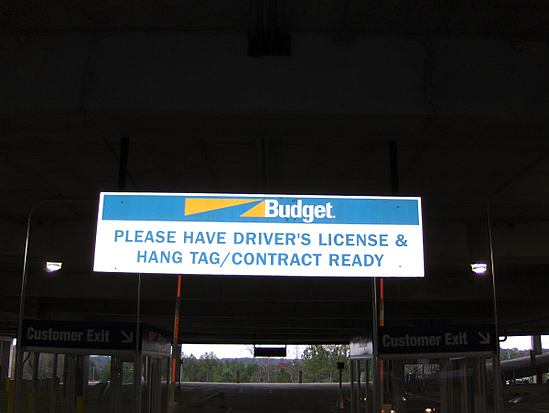 Budget.
PLEASE HAVE DRIVER'S LICENSE &
HANG TAG/CONTRACT READY
Customer Exit
Customer Exit